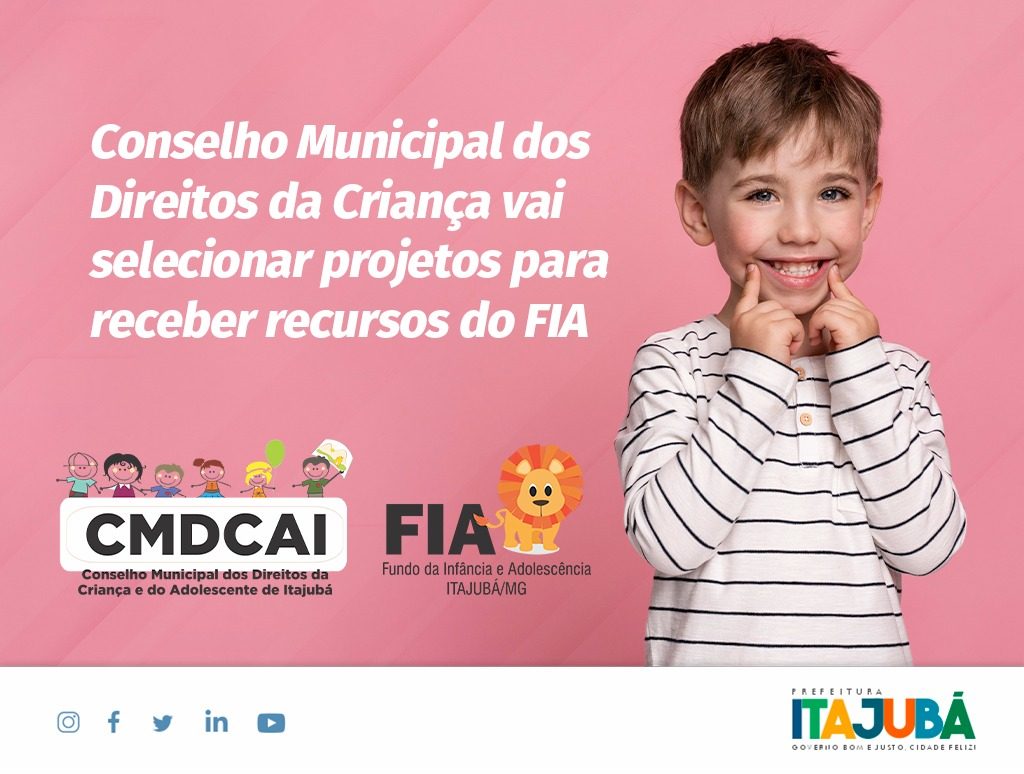 Conselho Municipal dos
Direitos da Criança vai
selecionar projetos para
receber recursos do FIA
CMDCAI
Conselho Municipal dos Direitos da
Criança e do Adolescente de Itajubá
FIA
Fundo da Infância e Adolescência
ITAJUBÁ/MG
PREFEITURA
ITAJUBÁ
GOVERNO BOM E JUSTO, CIDADE FELIZ!